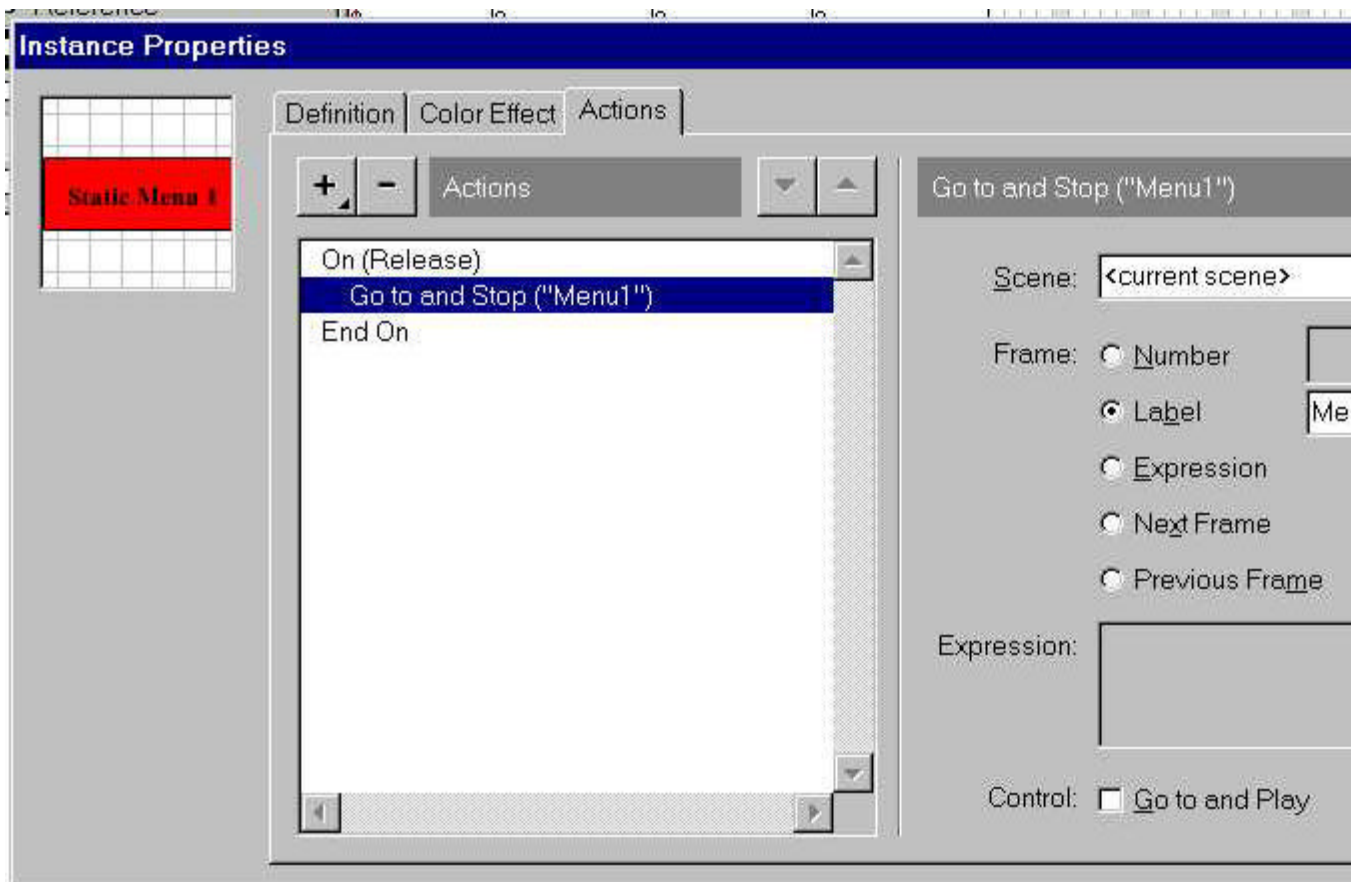 Reference
Instance Properties
Definition
Color Effect
Actions
Static Menu 1
+
-
Actions
Go to and Stop ("Menu1")
On (Release)
Go to and Stop ("Menu1")
End On
Scene:
<current scene>
Frame:
Number
Label
Me
Expression
Next Frame
Previous Frame
Expression:
Control:
Go to and Play